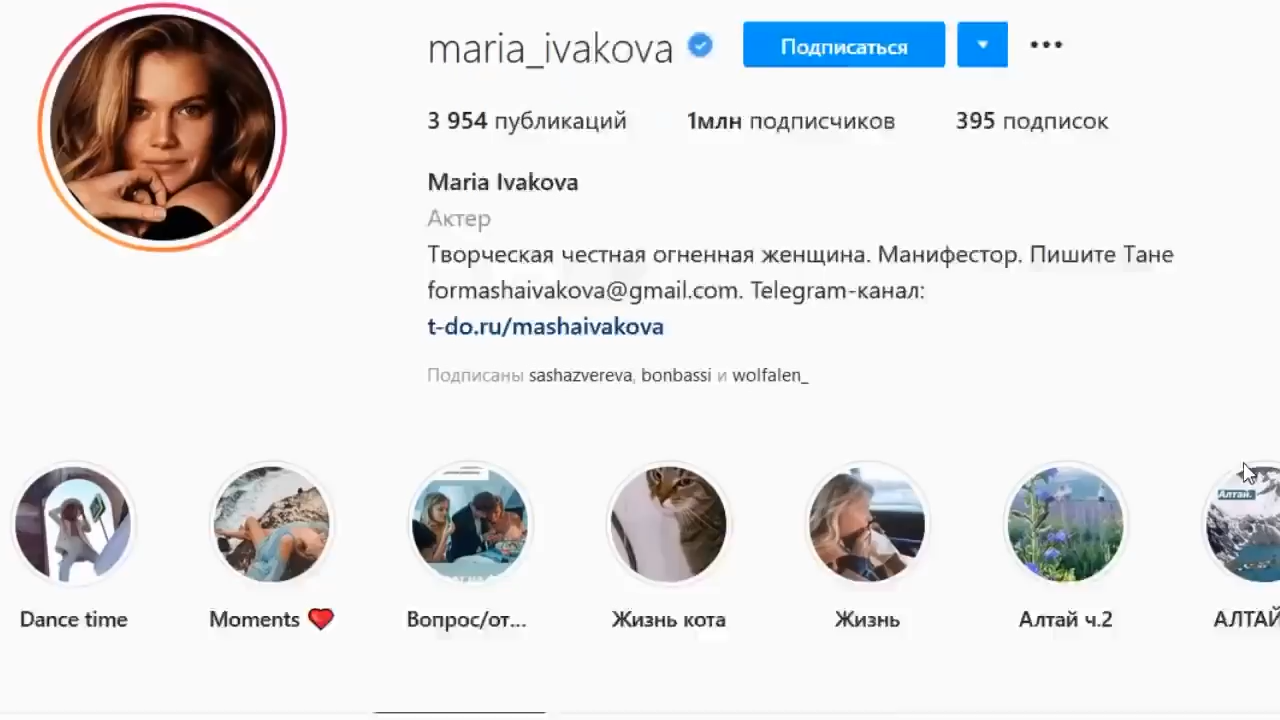 maria_ivakova Подписаться
3 954 публикаций 1млн подписчиков 395 подписок
Maria Ivakova
Актер
Творческая честная огненная женщина. Манифестор. Пишите Тане
formashaivakova@gmail.com. Telegram-канал:
t-do.ru/mashaivakova
Подписаны sashazvereva, bonbassi и wolfalen_
Алтай.
Dance time Moments ❤️ Вопрос/от... Жизнь кота Жизнь Алтай ч.2 АЛТАЙ